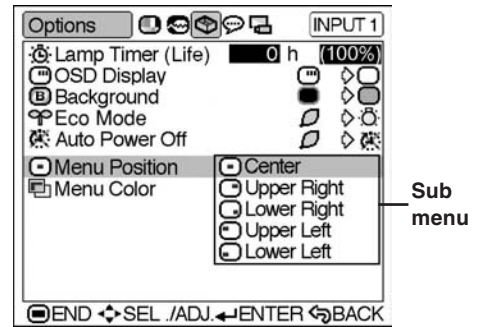 Options INPUT 1
Lamp Timer (Life) 0 h (100%)
OSD Display
B Background
Eco Mode
Auto Power Off
Menu Position
Menu Color
Center
Upper Right
Lower Right
Upper Left
Lower Left
Sub
menu
END SEL ./ADJ. ENTER BACK